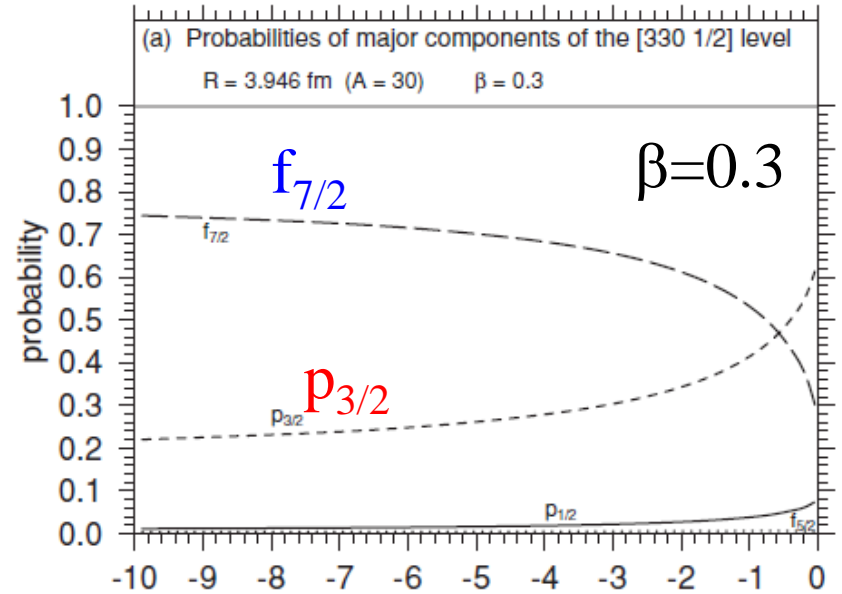 (a) Probabilities of major components of the [330 1/2] level
R = 3.946 fm (A = 30) β = 0.3
1.0
0.9
0.8
0.7
0.6
0.5
0.4
0.3
0.2
0.1
0.0
probability
f7/2
β=0.3
f7/2
p3/2
p3/2
p1/2
f5/2
-10 -9 -8 -7 -6 -5 -4 -3 -2 -1 0